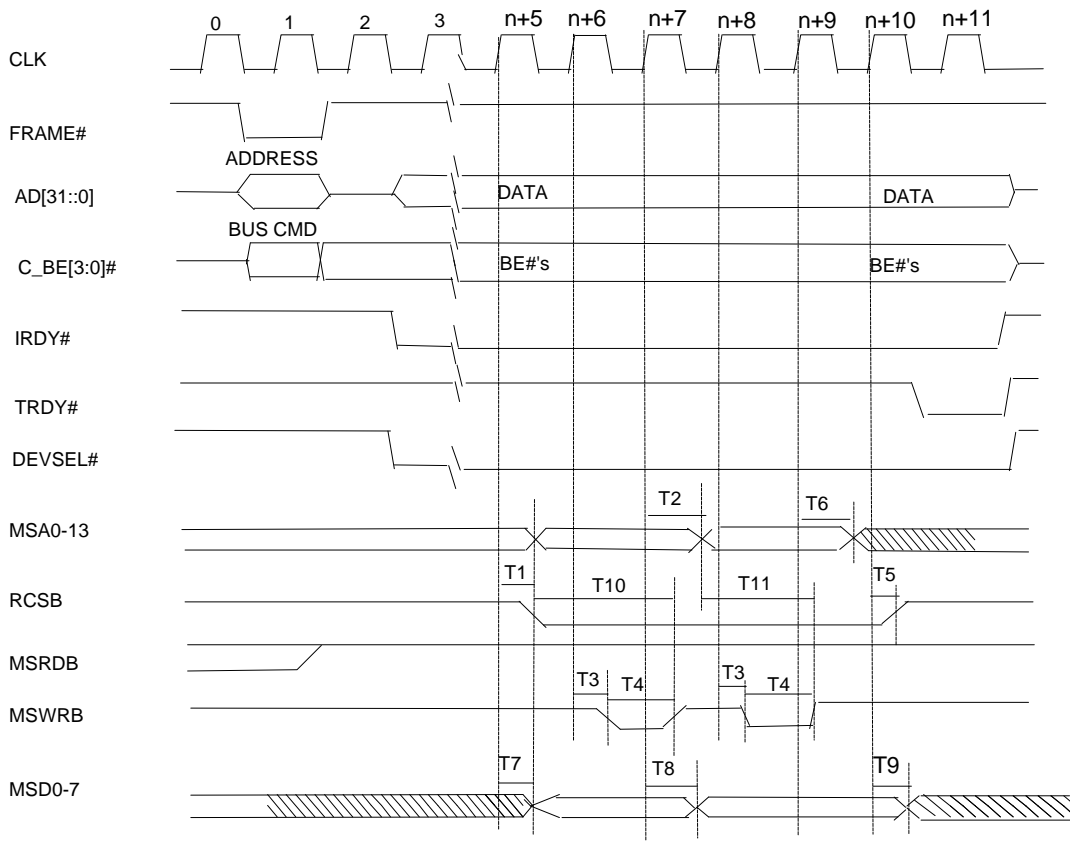 0 1 2 3 n+5 n+6 n+7 n+8 n+9 n+10 n+11
CLK
FRAME#
ADDRESS
AD[31::0] DATA DATA
BUS CMD
C_BE[3:0]# BE#'s BE#'s
IRDY#
TRDY#
DEVSEL#
T2 T6
MSA0-13
T1 T10 T11 T5
RCSB
MSRDB
T3 T4 T3 T4
MSWRB
T7 T8 T9
MSD0-7